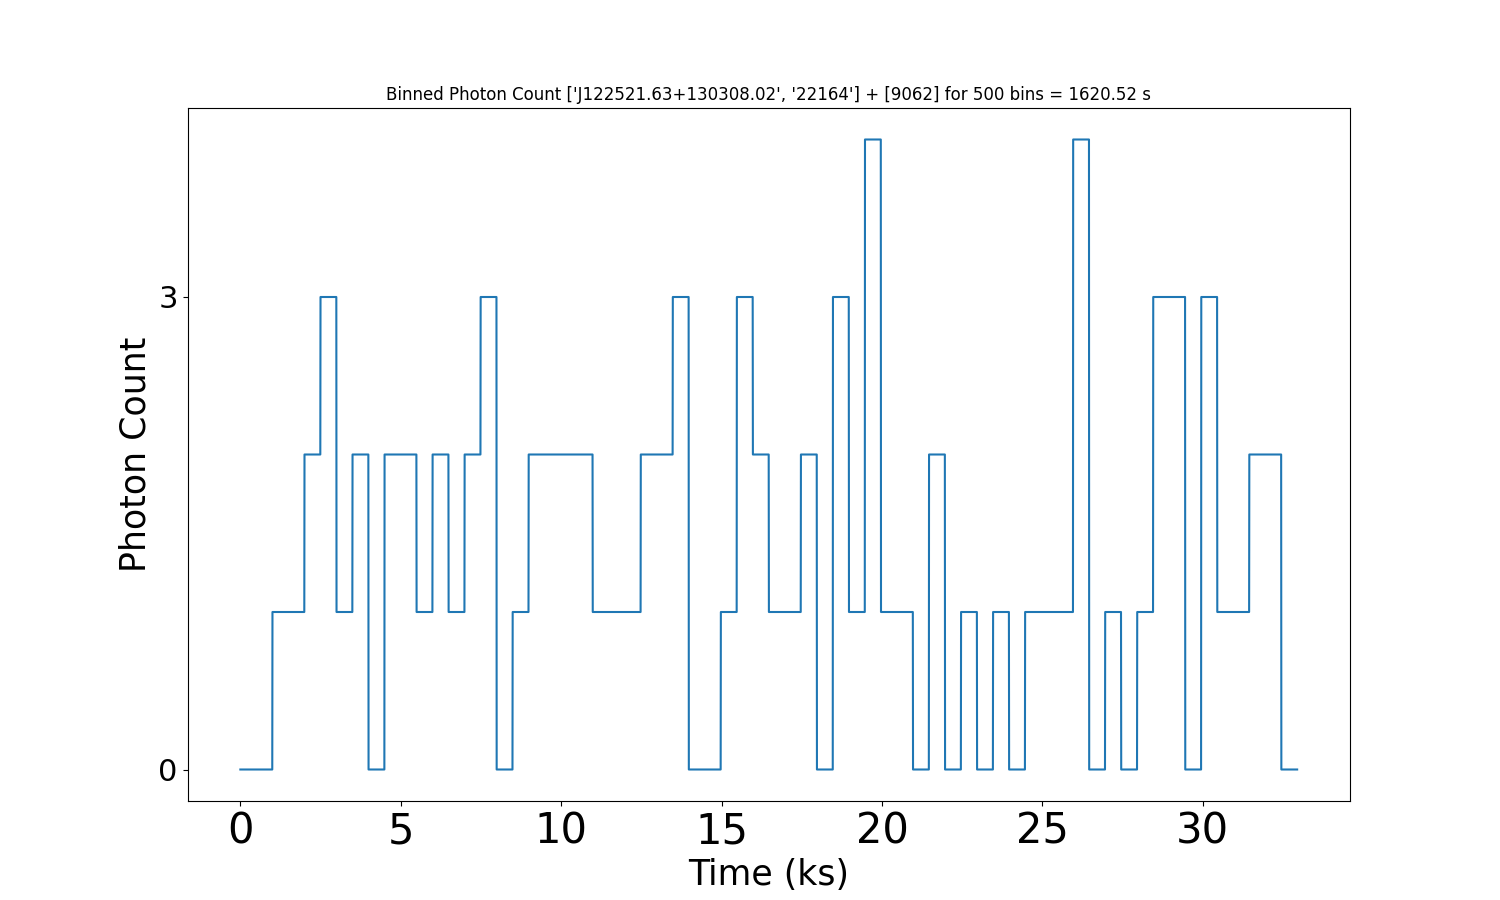 Binned Photon Count ['J122521.63+130308.02', '22164'] + [9062] for 500 bins = 1620.52 s
Photon Count
3
0
0 5 10 15 20 25 30
Time (ks)